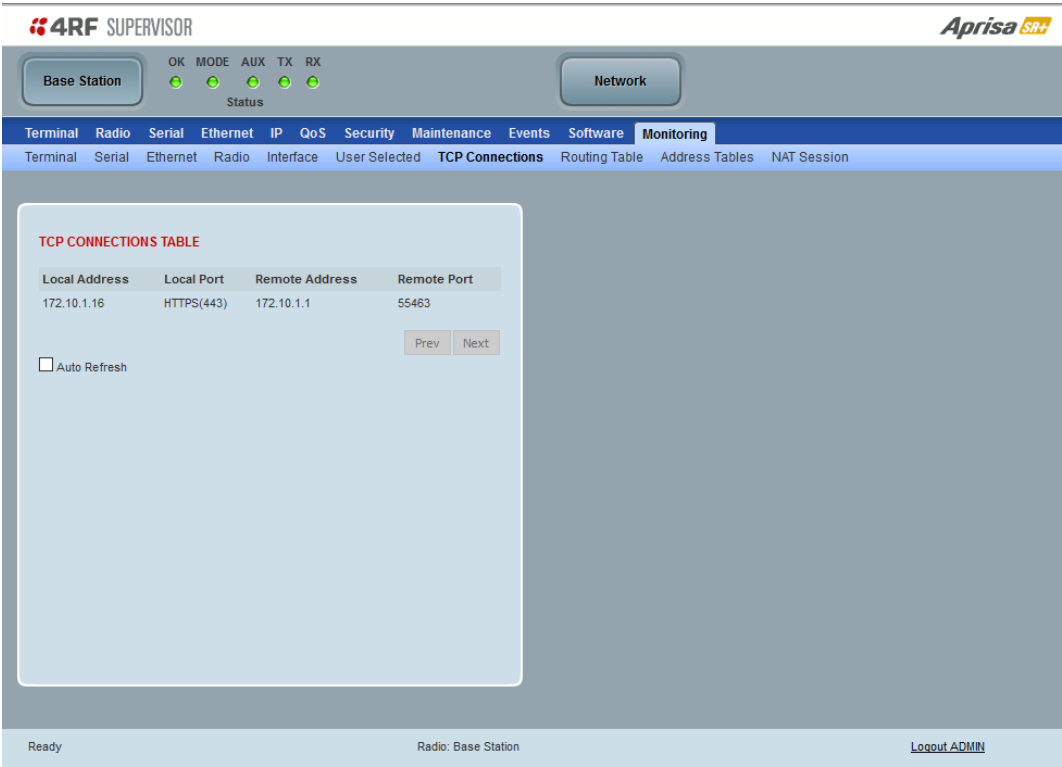 4RF SUPERVISOR
Aprisa SR+
Base Station
OK MODE AUX TX RX
Status
Network
Terminal Radio Serial Ethernet IP QoS Security Maintenance Events Software Monitoring
Terminal Serial Ethernet Radio Interface User Selected TCP Connections Routing Table Address Tables NAT Session
TCP CONNECTIONS TABLE
Local Address Local Port Remote Address Remote Port
172.10.1.16 HTTPS(443) 172.10.1.1 55463
Prev Next
Auto Refresh
Ready Radio: Base Station Logout ADMIN